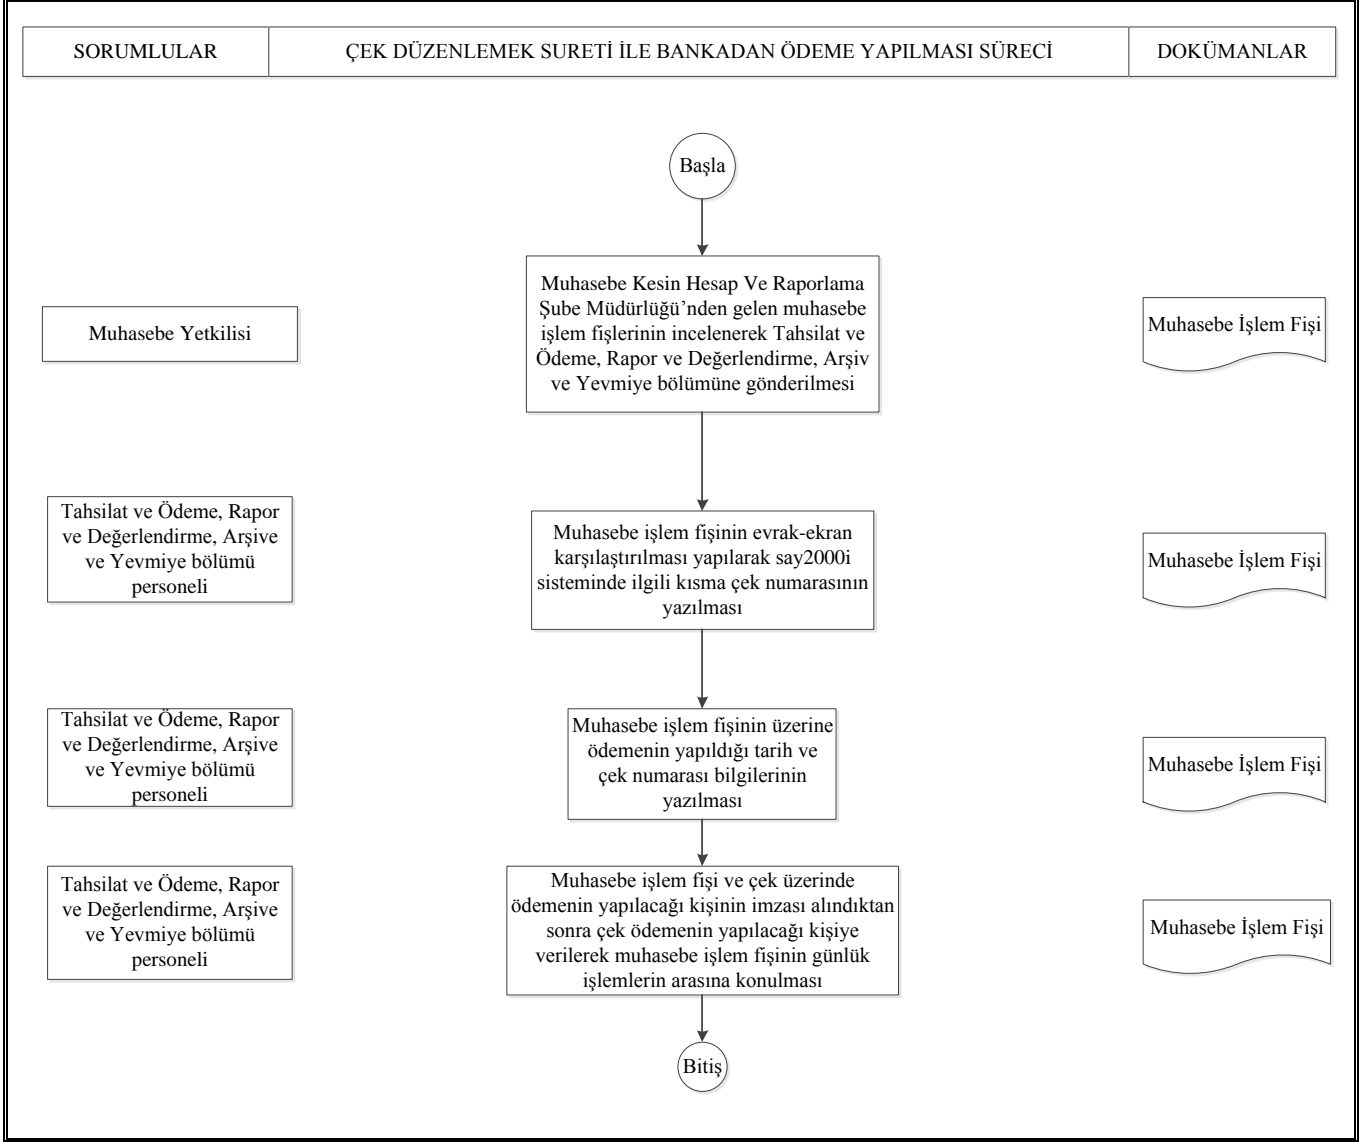 SORUMLULAR
ÇEK DÜZENLEMEK SURETİ İLE BANKADAN ÖDEME YAPILMASI SÜRECİ
DOKÜMANLAR
Başla
Muhasebe Yetkilisi
Muhasebe Kesin Hesap Ve Raporlama
Şube Müdürlüğü’nden gelen muhasebe
işlem fişlerinin incelenerek Tahsilat ve
Ödeme, Rapor ve Değerlendirme, Arşiv
ve Yevmiye bölümüne gönderilmesi
Muhasebe İşlem Fişi
Tahsilat ve Ödeme, Rapor
ve Değerlendirme, Arşive
ve Yevmiye bölümü
personeli
Muhasebe işlem fişinin evrak-ekran
karşılaştırılması yapılarak say2000i
sisteminde ilgili kısma çek numarasının
yazılması
Muhasebe İşlem Fişi
Tahsilat ve Ödeme, Rapor
ve Değerlendirme, Arşive
ve Yevmiye bölümü
personeli
Muhasebe işlem fişinin üzerine
ödemenin yapıldığı tarih ve
çek numarası bilgilerinin
yazılması
Muhasebe İşlem Fişi
Tahsilat ve Ödeme, Rapor
ve Değerlendirme, Arşive
ve Yevmiye bölümü
personeli
Muhasebe işlem fişi ve çek üzerinde
ödemenin yapılacağı kişinin imzası alındıktan
sonra çek ödemenin yapılacağı kişiye
verilerek muhasebe işlem fişinin günlük
işlemlerin arasına konulması
Muhasebe İşlem Fişi
Bitiş